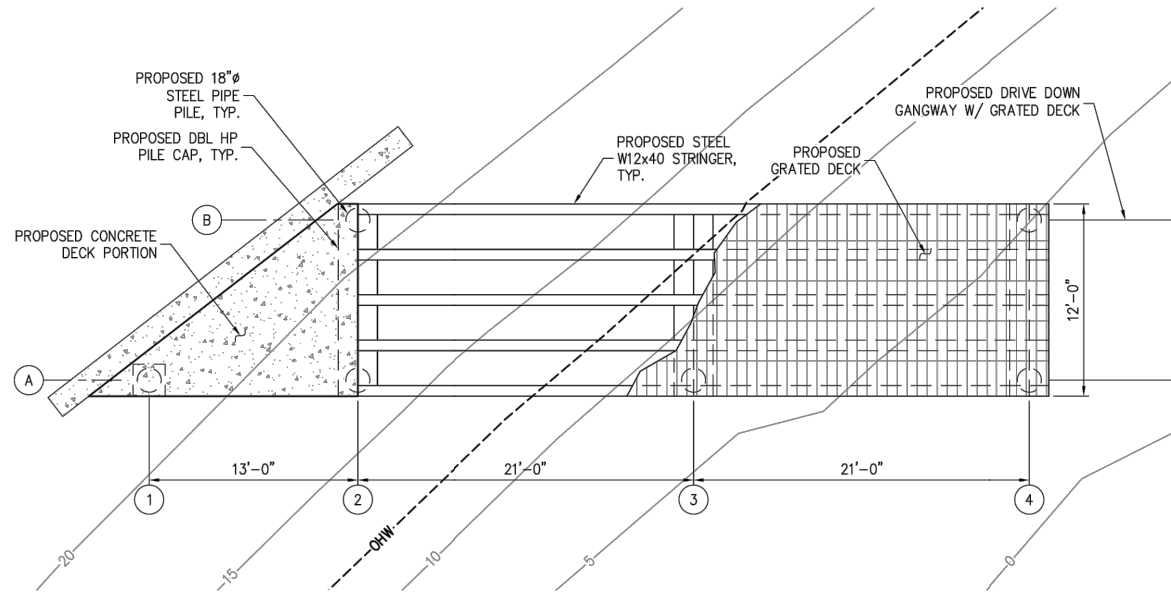 PROPOSED 18"ø
STEEL PIPE
PILE, TYP.
PROPOSED DBL HP
PILE CAP, TYP.
PROPOSED STEEL
W12x40 STRINGER,
TYP.
PROPOSED
GRATED DECK
PROPOSED DRIVE DOWN
GANGWAY W/ GRATED DECK
B
PROPOSED CONCRETE
DECK PORTION
12'-0"
A
13'-0"
21'-0"
21'-0"
1
2
3
4
OHW
20
15
10
5
0